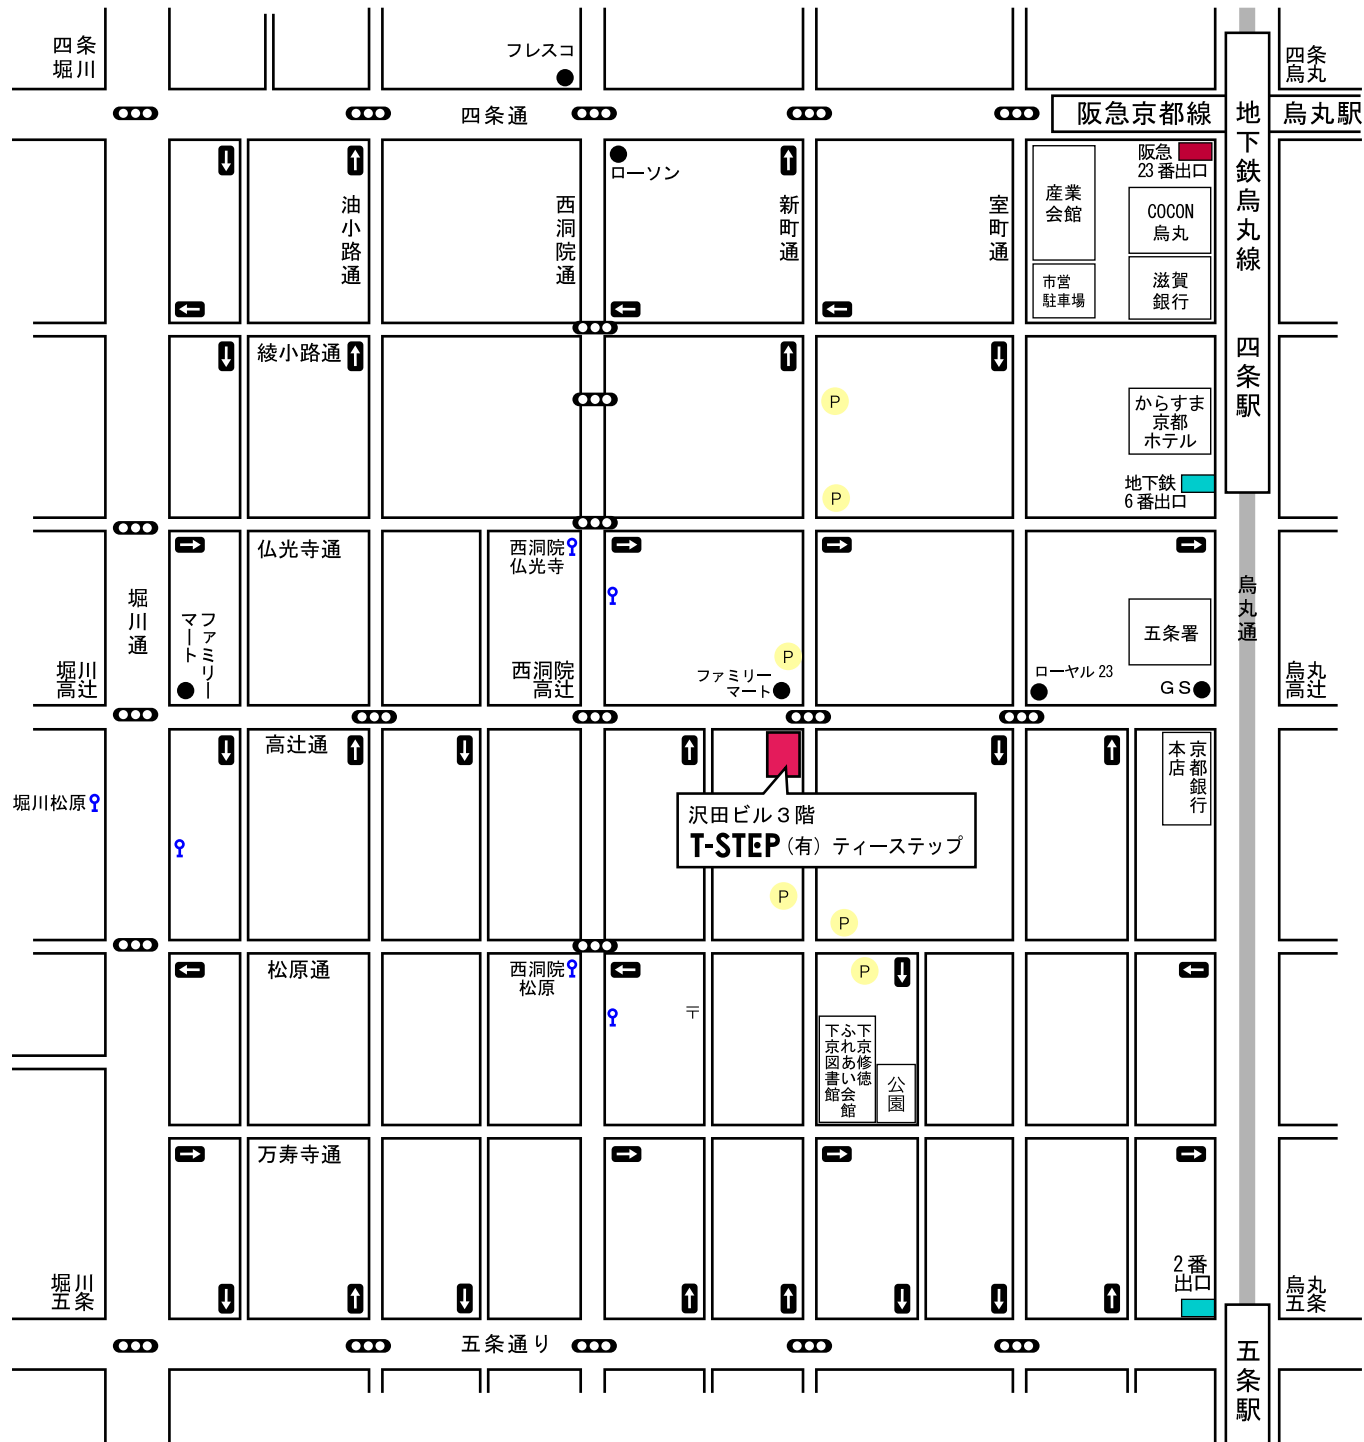 四条
堀川
フレスコ
四条
烏丸
四条通
阪急京都線
烏丸駅
地下鉄烏丸線 四条駅
阪急
23番出口
ローソン
油小路通
西洞院通
新町通
室町通
産業
会館
COCON
烏丸
市営
駐車場
滋賀
銀行
綾小路通
からすま
京都
ホテル
地下鉄
6番出口
仏光寺通
西洞院
仏光寺
堀川通
ファミリー
マート
烏丸通
五条署
堀川
高辻
西洞院
高辻
ファミリー
マート
ローヤル23
GS
烏丸
高辻
高辻通
京都銀行
本店
堀川松原
沢田ビル3階
T-STEP(有)ティーステップ
P
P
P
P
P
P
松原通
西洞院
松原
〒
下京修徳
ふれあい会館
下京図書館
公園
万寿寺通
2番
出口
堀川
五条
烏丸
五条
五条通り
五条駅